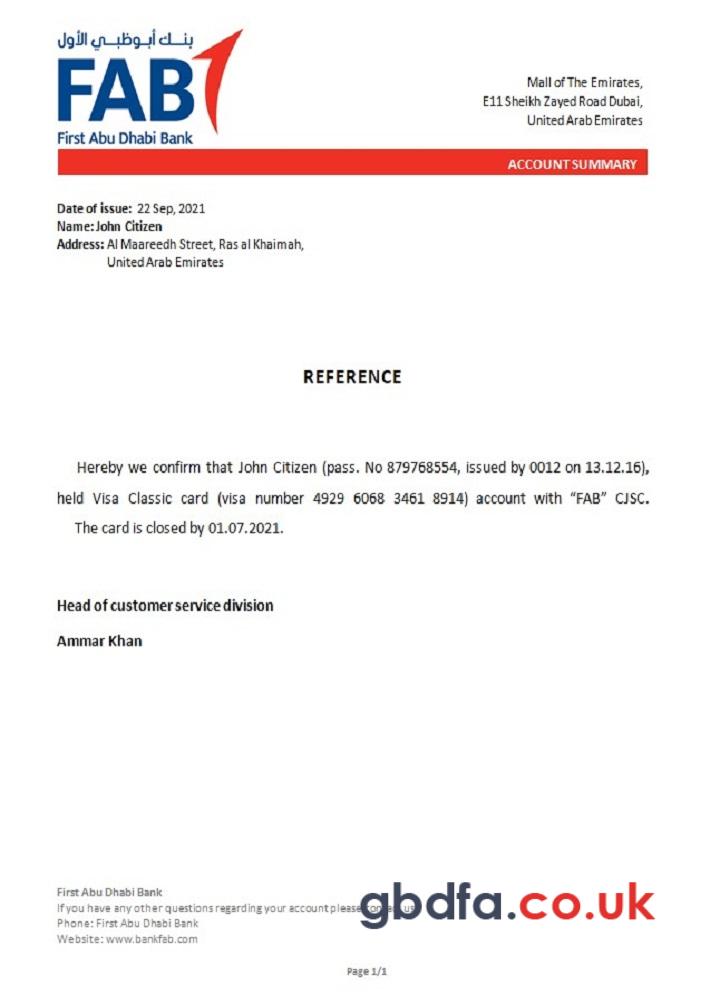 بنك أبوظبي الأول
FAB
First Abu Dhabi Bank
Mall of The Emirates,
E11 Sheikh Zayed Road Dubai,
United Arab Emirates
ACCOUNT SUMMARY
Date of issue: 22 Sep, 2021
Name: John Citizen
Address: Al Maareedh Street, Ras al Khaimah,
United Arab Emirates
REFERENCE
Hereby we confirm that John Citizen (pass. No 879768554, issued by 0012 on 13.12.16),
held Visa Classic card (visa number 4929 6068 3461 8914) account with “FAB” CJSC.
The card is closed by 01.07.2021.
Head of customer service division
Ammar Khan
First Abu Dhabi Bank
If you have any other questions regarding your account please contact us
gbdfa.co.uk
Phone: First Abu Dhabi Bank
Website: www.bankfab.com
Page 1/1